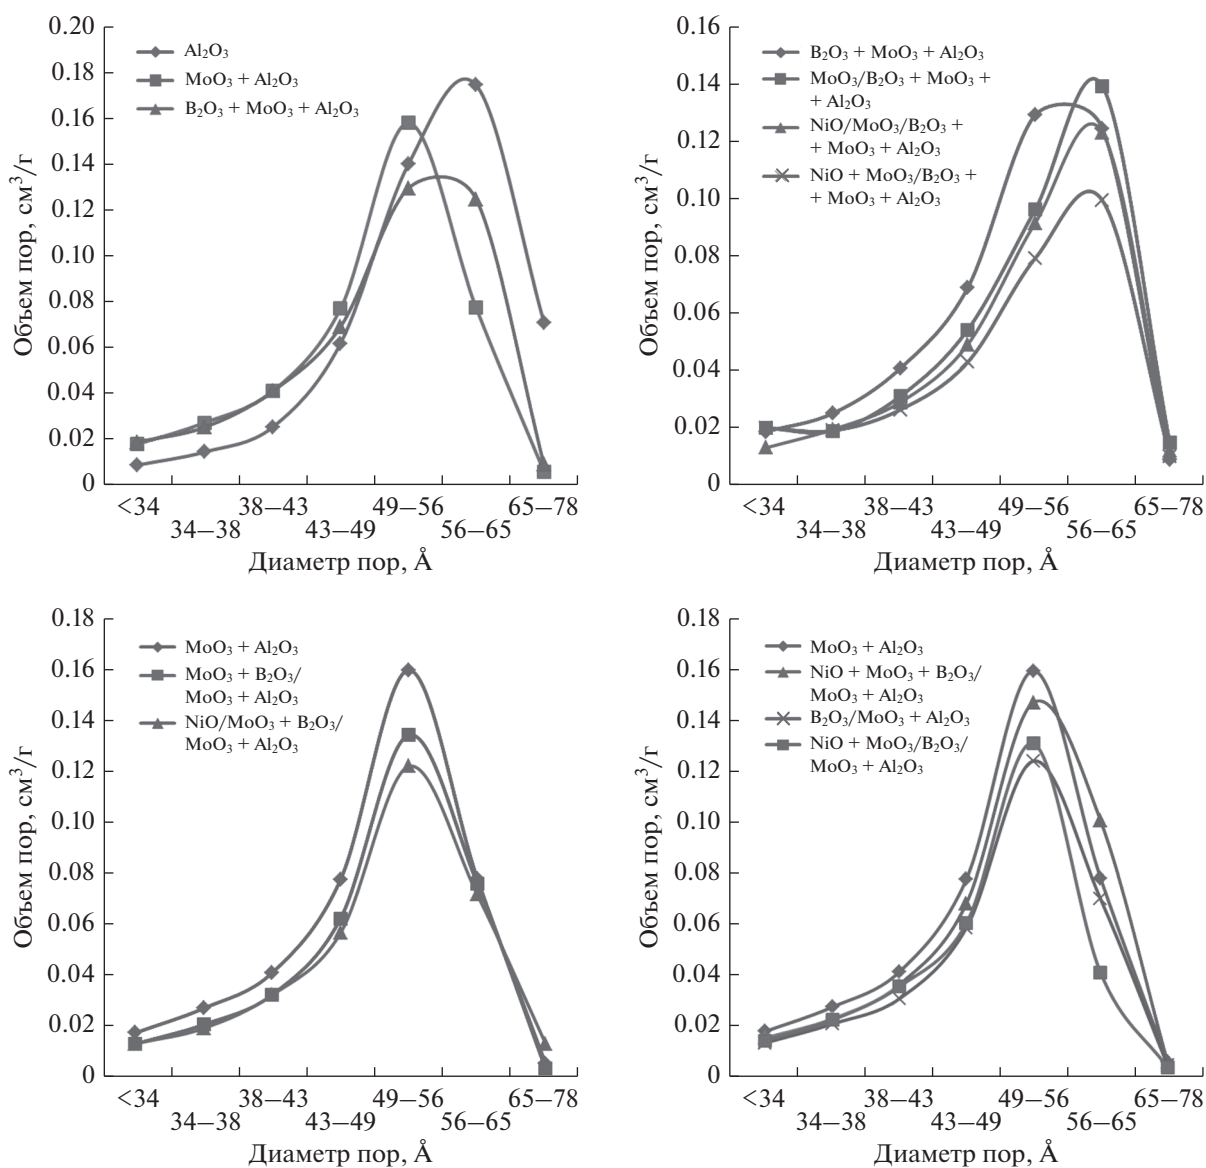 0.20
0.18
0.16
0.14
0.12
0.10
0.08
0.06
0.04
0.02
0
Объем пор, см³/г
Al₂O₃
MoO₃ + Al₂O₃
B₂O₃ + MoO₃ + Al₂O₃
<34
34–38
38–43
43–49
49–56
56–65
65–78
Диаметр пор, Å
0.16
0.14
0.12
0.10
0.08
0.06
0.04
0.02
0
Объем пор, см³/г
B₂O₃ + MoO₃ + Al₂O₃
MoO₃/B₂O₃ + MoO₃ +
+ Al₂O₃
NiO/MoO₃/B₂O₃ +
+ MoO₃ + Al₂O₃
NiO + MoO₃/B₂O₃ +
+ MoO₃ + Al₂O₃
<34
34–38
38–43
43–49
49–56
56–65
65–78
Диаметр пор, Å
0.18
0.16
0.14
0.12
0.10
0.08
0.06
0.04
0.02
0
Объем пор, см³/г
MoO₃ + Al₂O₃
MoO₃ + B₂O₃/
MoO₃ + Al₂O₃
NiO/MoO₃ + B₂O₃/
MoO₃ + Al₂O₃
<34
34–38
38–43
43–49
49–56
56–65
65–78
Диаметр пор, Å
0.18
0.16
0.14
0.12
0.10
0.08
0.06
0.04
0.02
0
Объем пор, см³/г
MoO₃ + Al₂O₃
NiO + MoO₃ + B₂O₃/
MoO₃ + Al₂O₃
B₂O₃/MoO₃ + Al₂O₃
NiO + MoO₃/B₂O₃/
MoO₃ + Al₂O₃
<34
34–38
38–43
43–49
49–56
56–65
65–78
Диаметр пор, Å